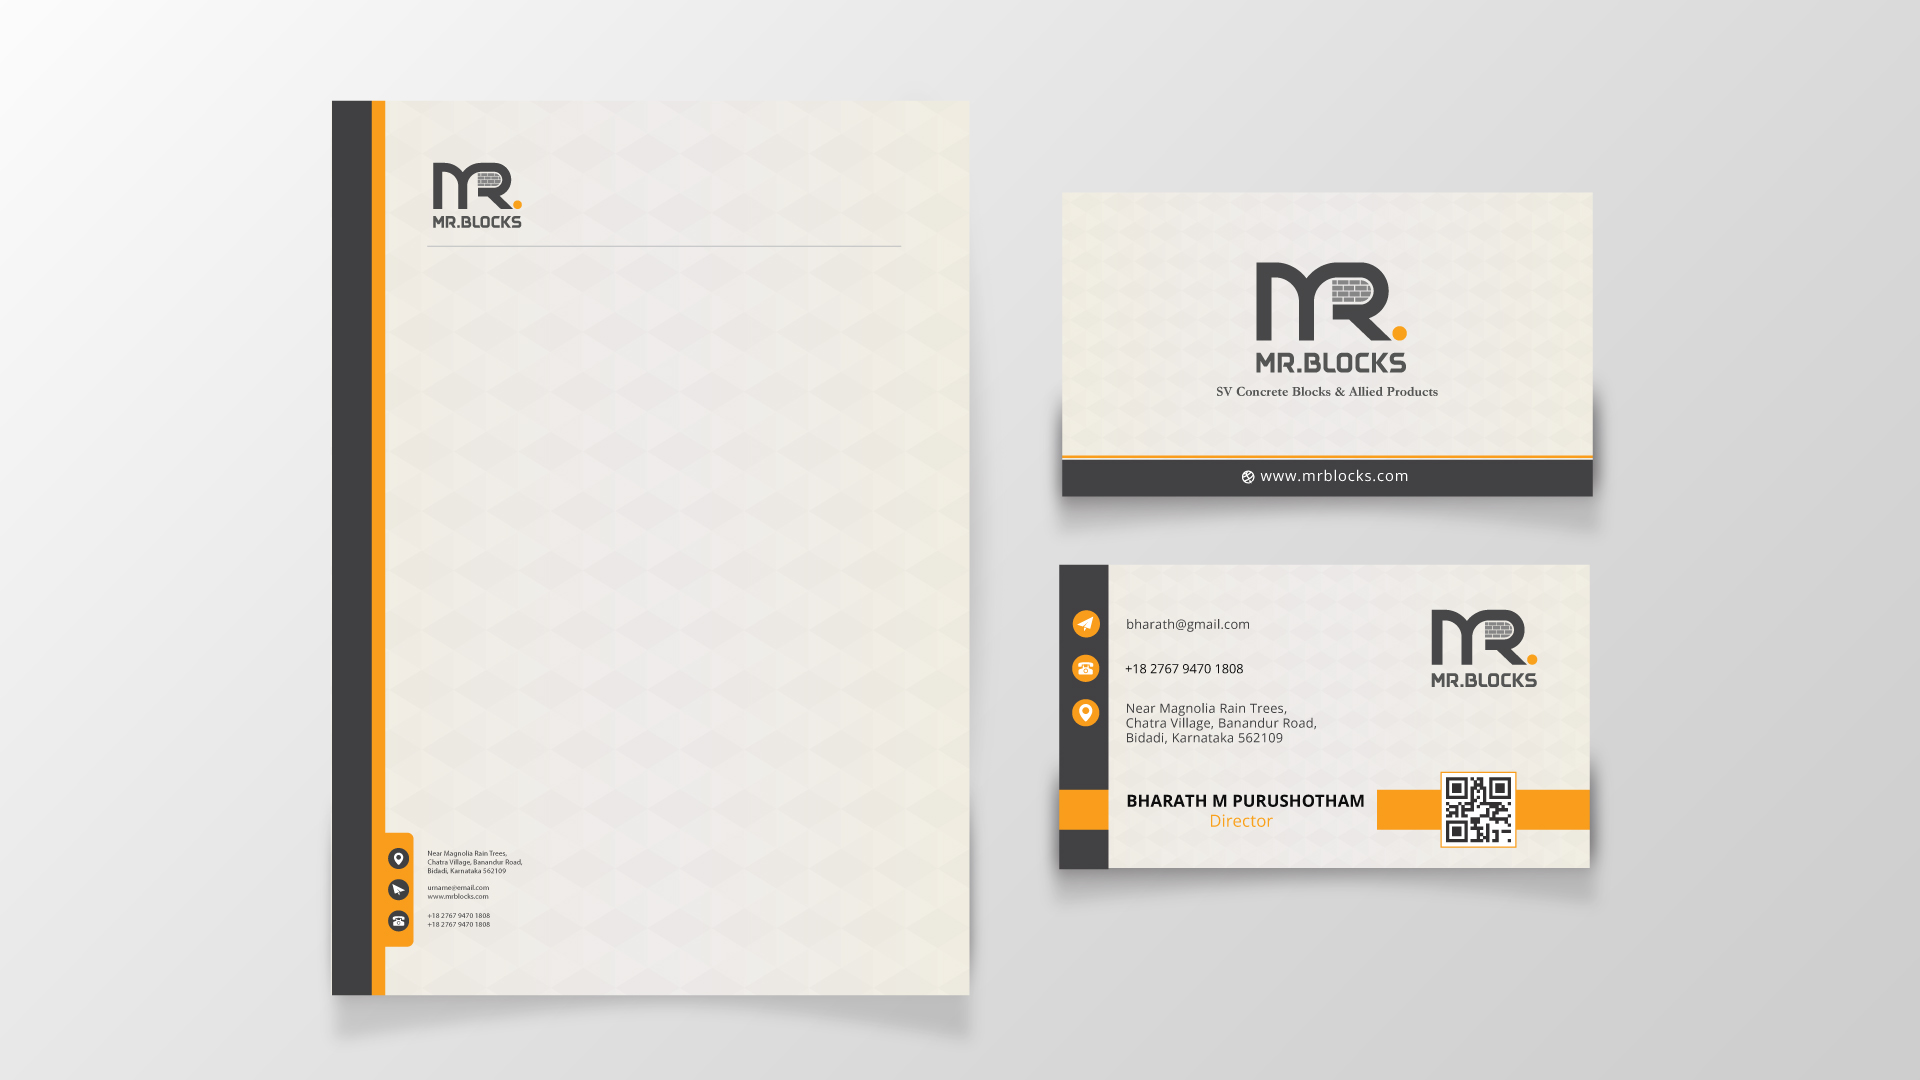 MR.
MR.BLOCKS
Near Magnolia Rain Trees,
Chatra Village, Banandur Road,
Bidadi, Karnataka 562109
urname@email.com
www.mrblocks.com
+18 2767 9470 1808
+18 2767 9470 1808
MR.
MR.BLOCKS
SV Concrete Blocks & Allied Products
www.mrblocks.com
bharath@gmail.com
+18 2767 9470 1808
Near Magnolia Rain Trees,
Chatra Village, Banandur Road,
Bidadi, Karnataka 562109
MR.
MR.BLOCKS
BHARATH M PURUSHOTHAM
Director